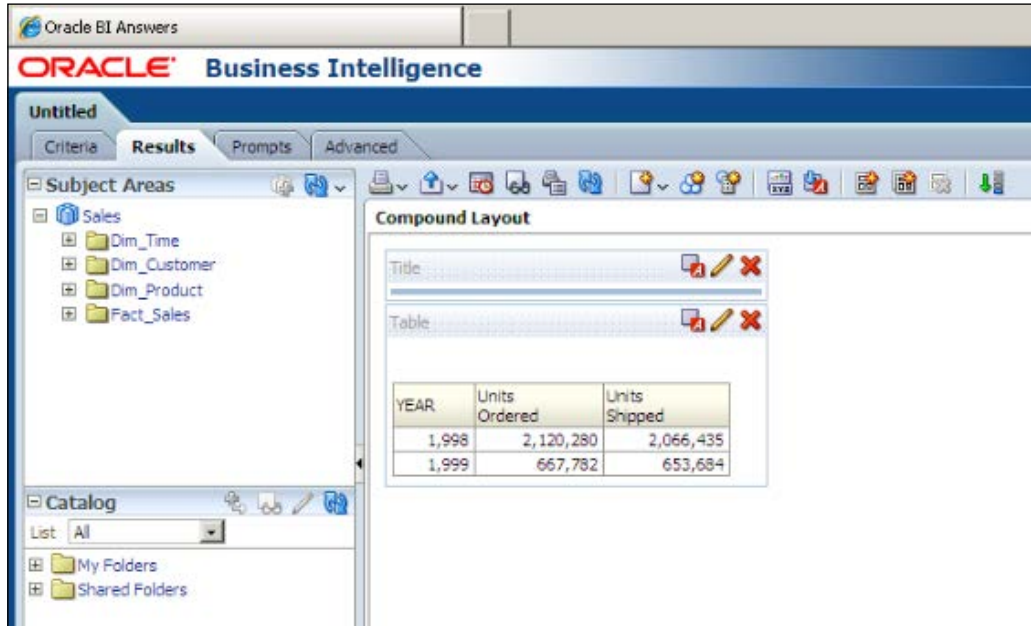 Oracle BI Answers
ORACLE Business Intelligence
Untitled
Criteria Results Prompts Advanced
Subject Areas
Sales
Dim_Time
Dim_Customer
Dim_Product
Fact_Sales
Catalog
List All
My Folders
Shared Folders
Compound Layout
Title
Table
YEAR Units Ordered Units Shipped
1,998 2,120,280 2,066,435
1,999 667,782 653,684